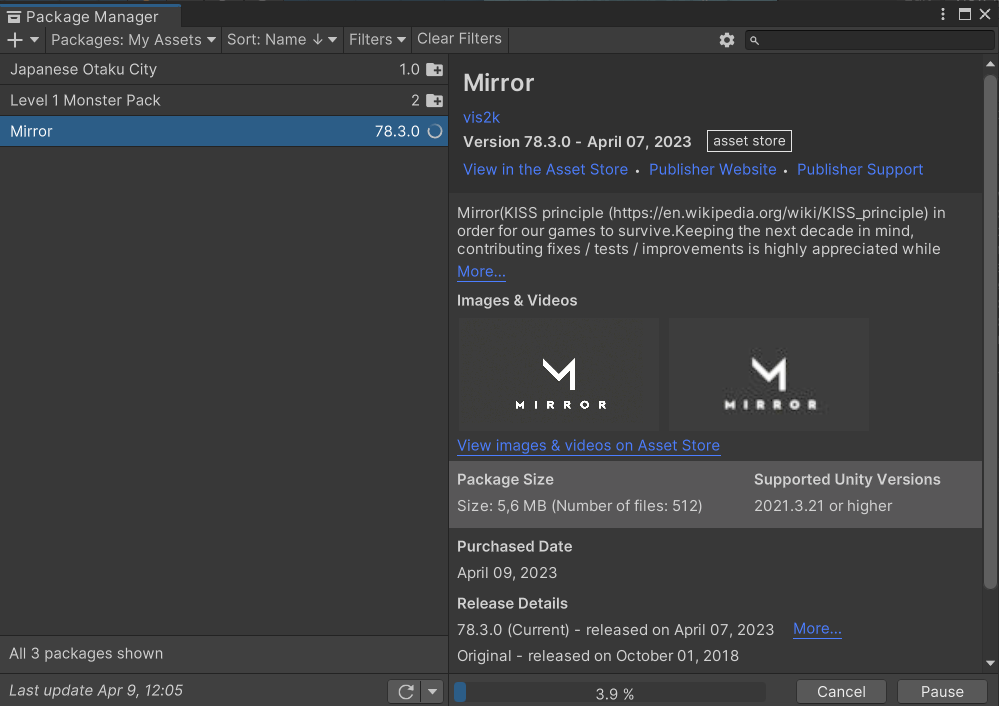 Package Manager
Packages: My Assets Sort: Name ↓ Filters Clear Filters
Japanese Otaku City 1.0
Level 1 Monster Pack 2
Mirror 78.3.0
All 3 packages shown
Last update Apr 9, 12:05
Mirror
vis2k
Version 78.3.0 - April 07, 2023 asset store
View in the Asset Store • Publisher Website • Publisher Support
Mirror(KISS principle (https://en.wikipedia.org/wiki/KISS_principle) in
order for our games to survive.Keeping the next decade in mind,
contributing fixes / tests / improvements is highly appreciated while
More...
Images & Videos
MIRROR MIRROR
View images & videos on Asset Store
Package Size Supported Unity Versions
Size: 5,6 MB (Number of files: 512) 2021.3.21 or higher
Purchased Date
April 09, 2023
Release Details
78.3.0 (Current) - released on April 07, 2023 More...
Original - released on October 01, 2018
3.9 % Cancel Pause